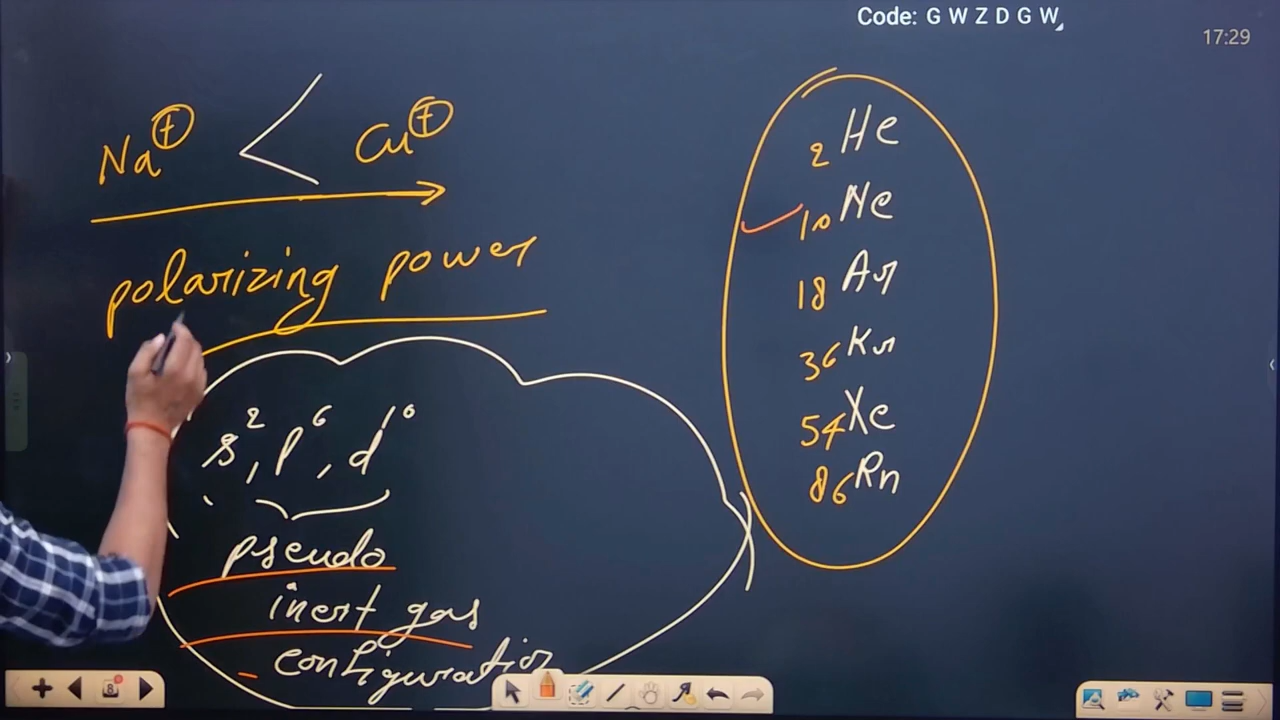 Code: G W Z D G W
17:29
Na⊕ < Cu⊕
polarizing power
s², p⁶, d¹⁰
pseudo
inert gas
configuration
₂He
₁₀Ne
₁₈Ar
₃₆Kr
₅₄Xe
₈₆Rn
8